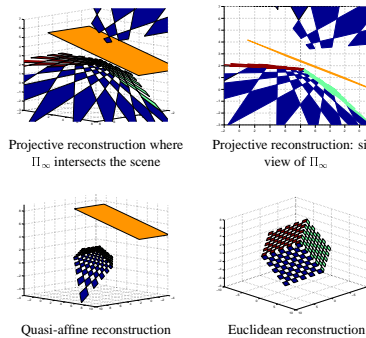 Projective reconstruction where
Π∞ intersects the scene
Projective reconstruction: si
view of Π∞
Quasi-affine reconstruction
Euclidean reconstruction